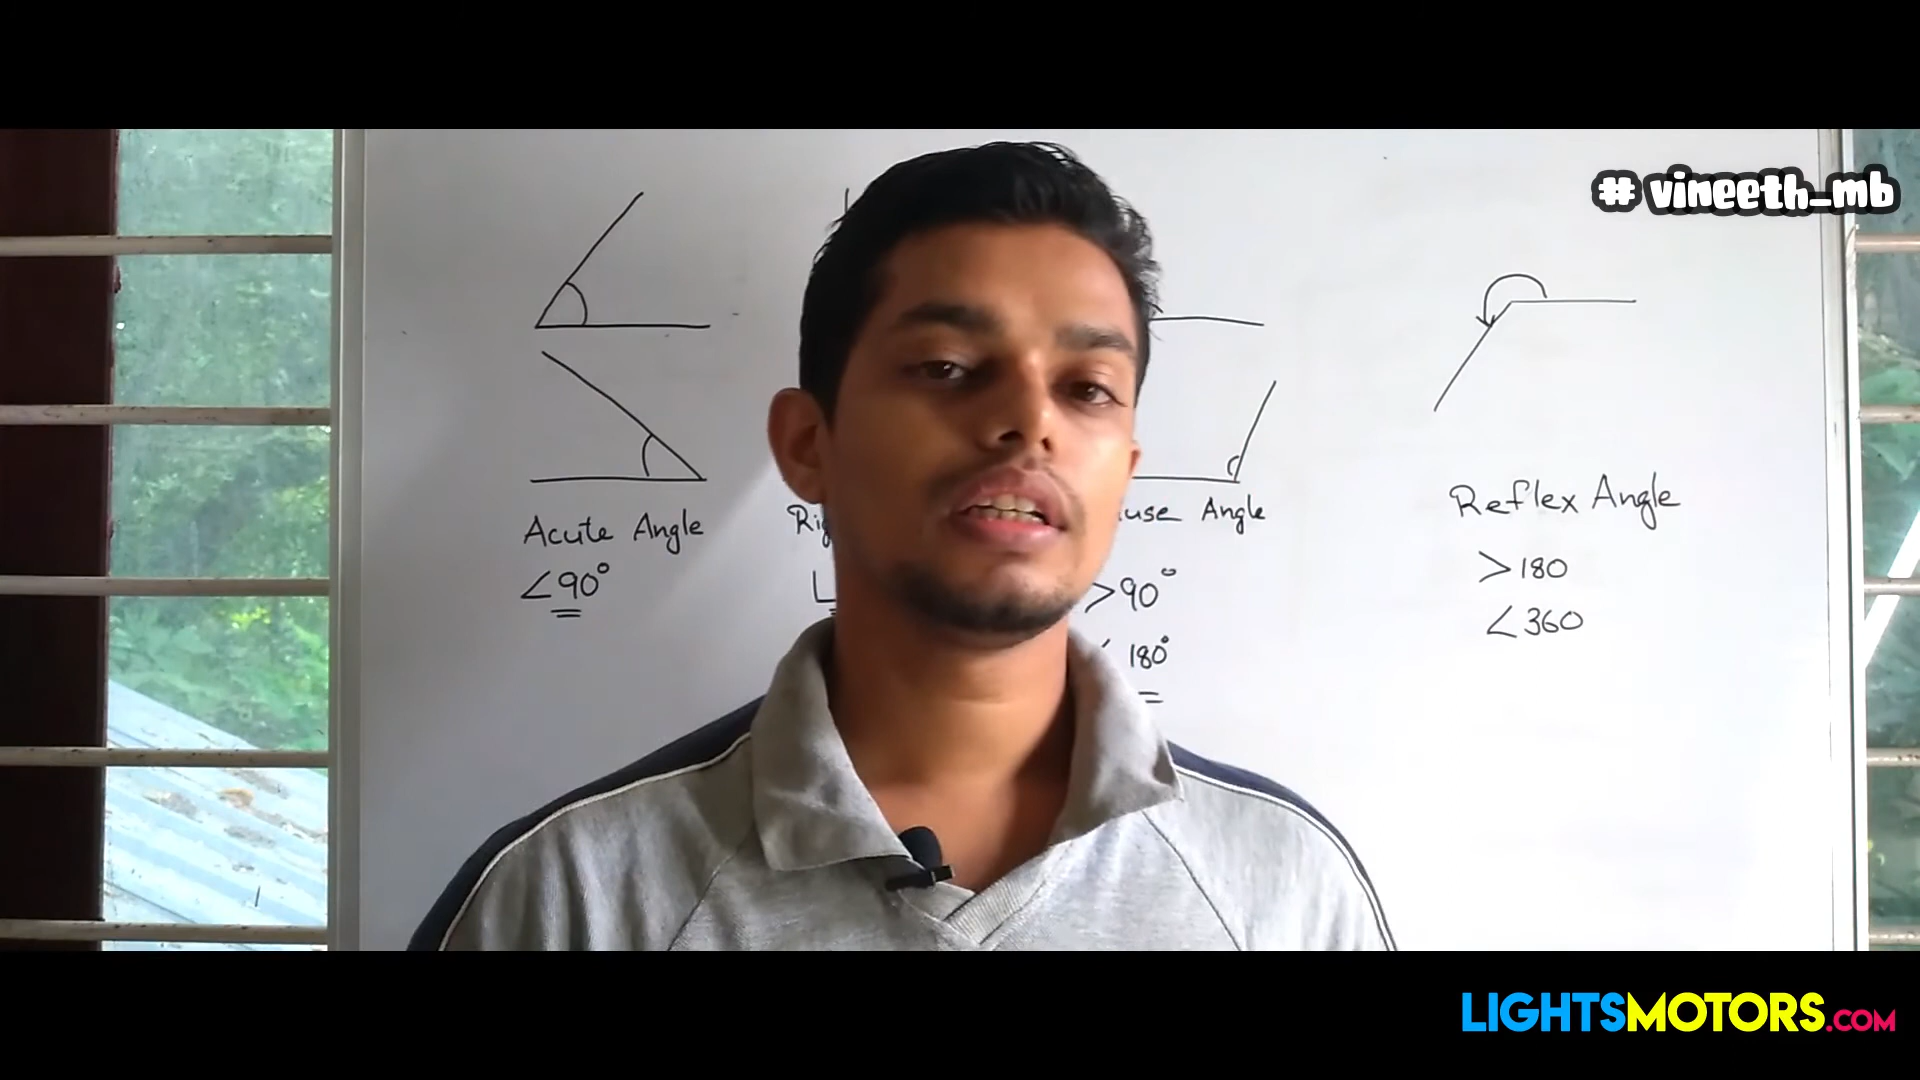 # vineeth_mb
Acute Angle
<90°
>90°
180°
Angle
Reflex Angle
>180
<360
LIGHTSMOTORS.COM